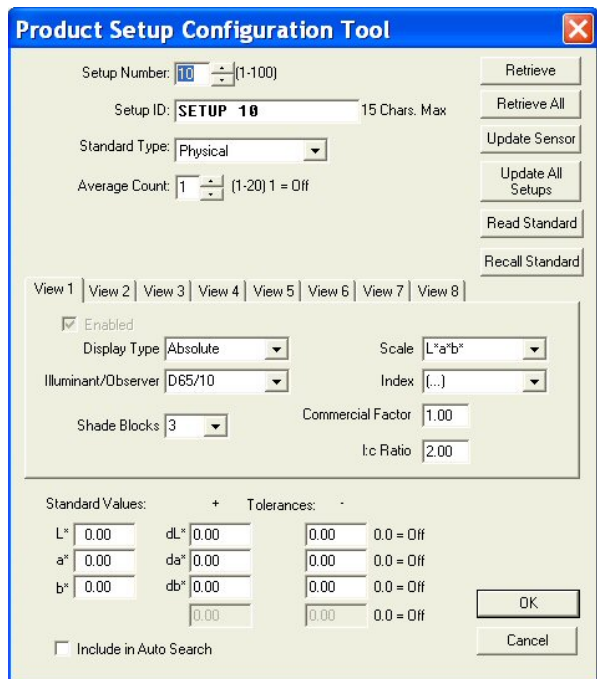 Product Setup Configuration Tool
Setup Number: 10 (1-100)
Retrieve
Setup ID: SETUP 10 15 Chars. Max
Retrieve All
Standard Type: Physical
Update Sensor
Average Count: 1 (1-20) 1 = Off
Update All
Setups
Read Standard
Recall Standard
View 1 View 2 View 3 View 4 View 5 View 6 View 7 View 8
Enabled
Display Type Absolute Scale L*a*b*
Illuminant/Observer D65/10 Index (...)
Shade Blocks 3 Commercial Factor 1.00
l:c Ratio 2.00
Standard Values: + Tolerances: -
L* 0.00 dL* 0.00 0.00 0.0 = Off
a* 0.00 da* 0.00 0.00 0.0 = Off
b* 0.00 db* 0.00 0.00 0.0 = Off
0.00 0.00 0.0 = Off
OK
Include in Auto Search
Cancel